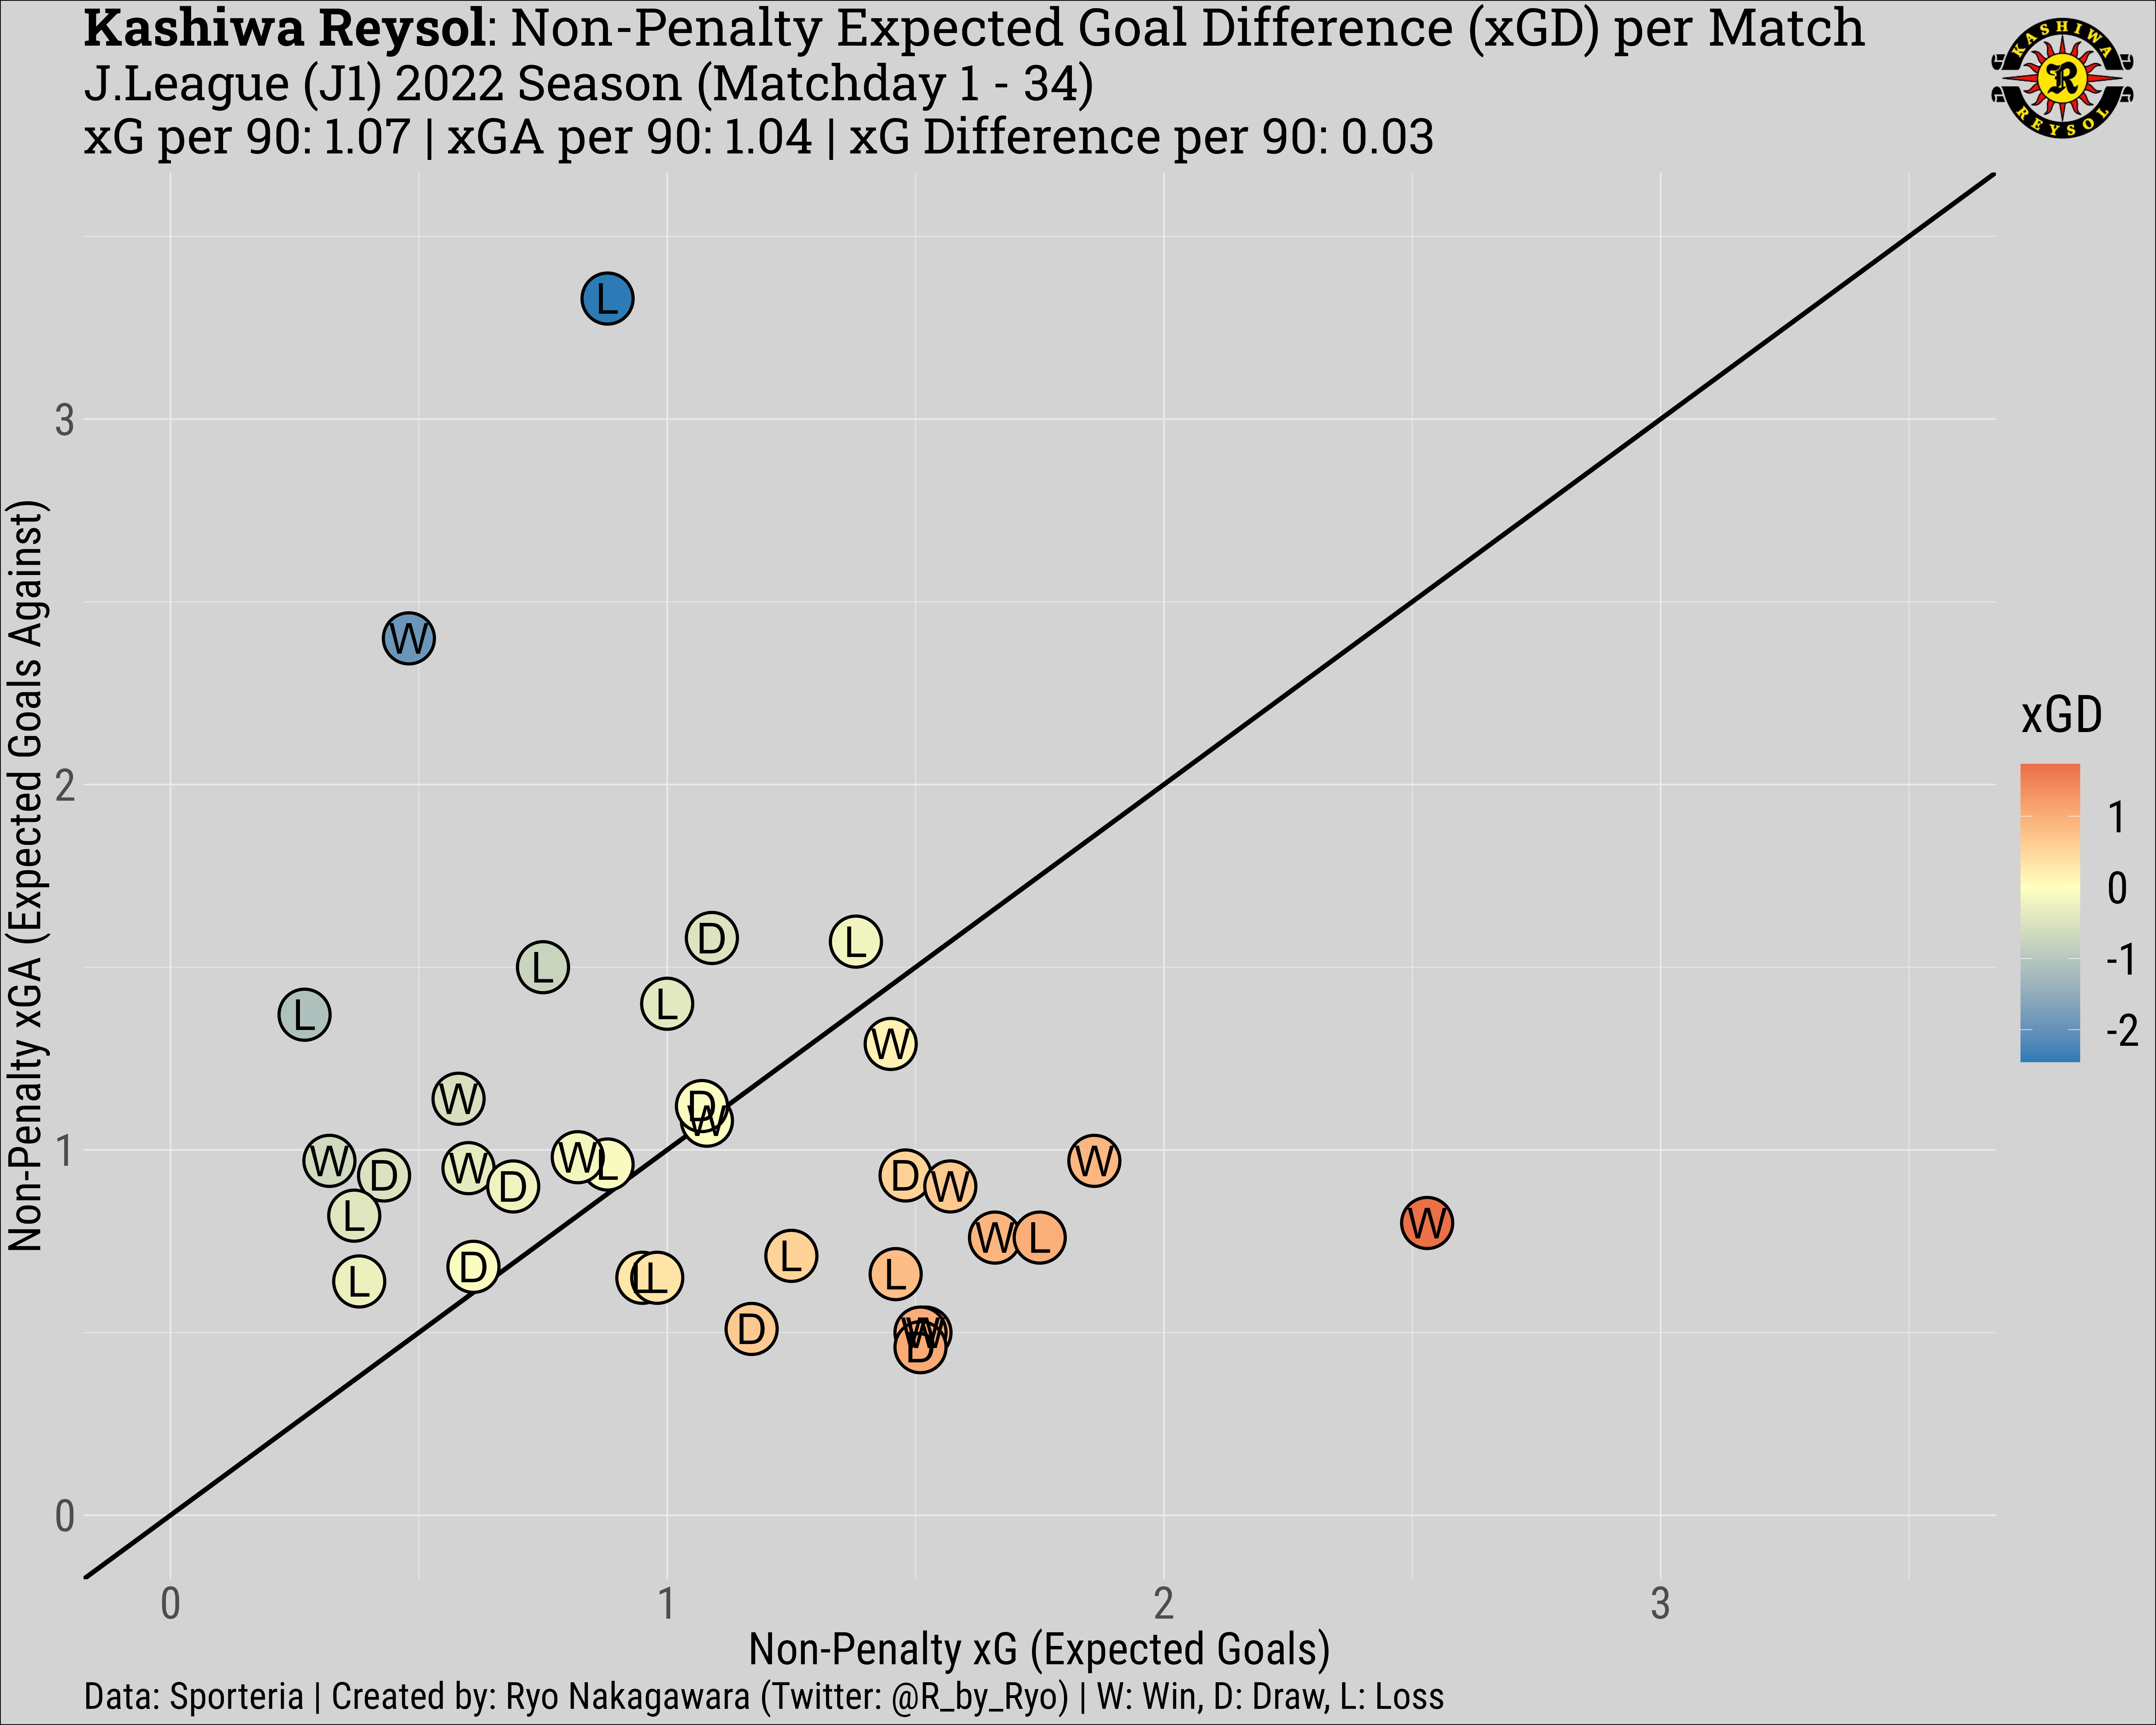 Kashiwa Reysol: Non-Penalty Expected Goal Difference (xGD) per Match
J.League (J1) 2022 Season (Matchday 1 - 34)
xG per 90: 1.07 | xGA per 90: 1.04 | xG Difference per 90: 0.03
KASHIWA
R
REYSOL
Non-Penalty xGA (Expected Goals Against)
3
2
1
0
L
W
D
L
L
L
L
W
D
W
W
W
D
W
D
W
L
L
L
D
D
W
W
W
L
W
L
L
L
L
D
W
W
D
xGD
1
0
-1
-2
0
1
2
3
Non-Penalty xG (Expected Goals)
Data: Sporteria | Created by: Ryo Nakagawara (Twitter: @R_by_Ryo) | W: Win, D: Draw, L: Loss